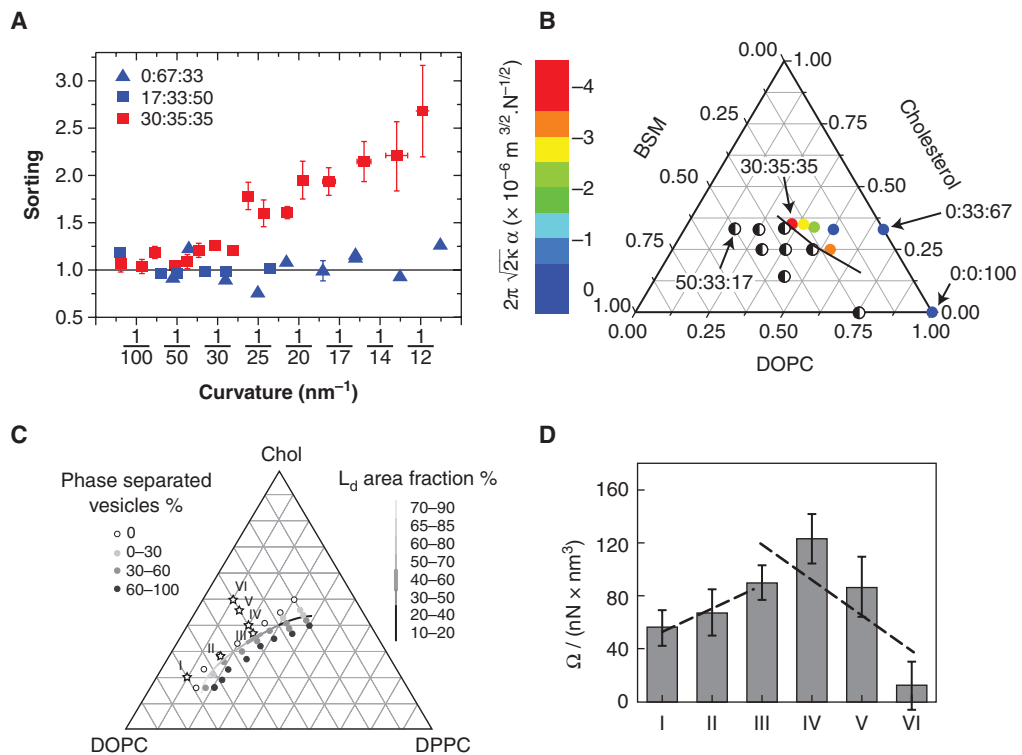 A
0:67:33
17:33:50
30:35:35
Sorting
3.0
2.5
2.0
1.5
1.0
0.5
1/100 1/50 1/30 1/25 1/20 1/17 1/14 1/12
Curvature (nm⁻¹)
B
2π √2κ α (× 10⁻⁶ m ³/² . N⁻¹/²)
–4
–3
–2
–1
0
BSM
Cholesterol
DOPC
0.00
1.00
0.25
0.75
0.50
0.50
0.75
0.25
1.00
0.00
0.00 0.25 0.50 0.75 1.00
30:35:35
0:33:67
50:33:17
0:0:100
C
Chol
Phase separated
vesicles %
0
0–30
30–60
60–100
L_d area fraction %
70–90
65–85
60–80
50–70
40–60
30–50
20–40
10–20
VI
V
IV
III
II
I
DOPC
DPPC
D
Ω / (nN × nm³)
160
120
80
40
0
I II III IV V VI